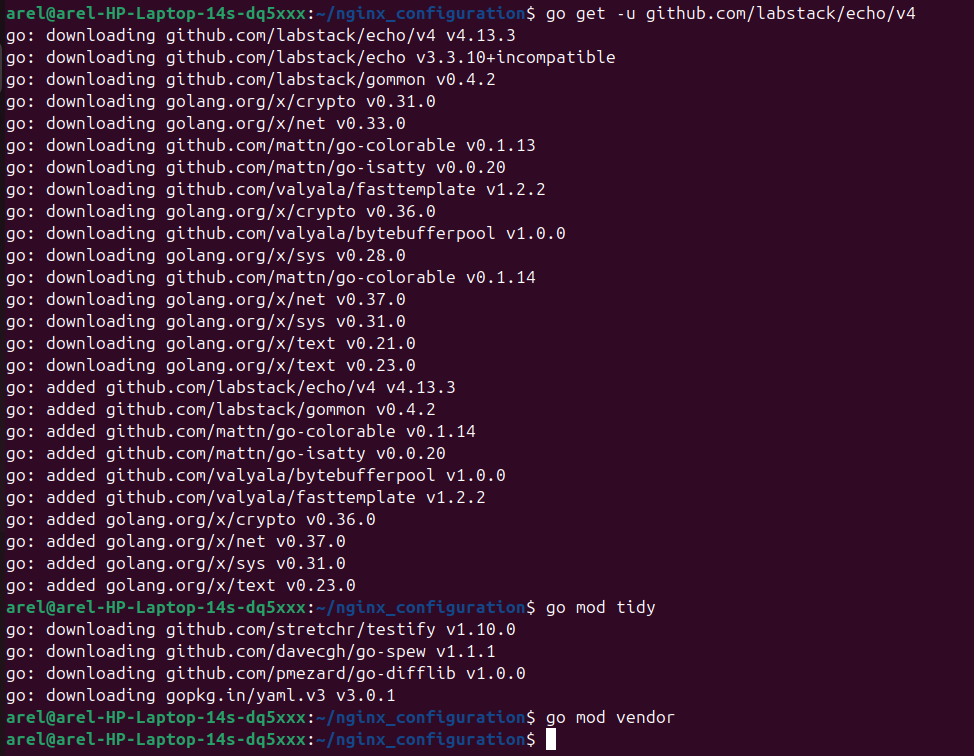 arel@arel-HP-Laptop-14s-dq5xxx:~/nginx_configuration$ go get -u github.com/labstack/echo/v4
go: downloading github.com/labstack/echo/v4 v4.13.3
go: downloading github.com/labstack/echo v3.3.10+incompatible
go: downloading github.com/labstack/gommon v0.4.2
go: downloading golang.org/x/crypto v0.31.0
go: downloading golang.org/x/net v0.33.0
go: downloading github.com/mattn/go-colorable v0.1.13
go: downloading github.com/mattn/go-isatty v0.0.20
go: downloading github.com/valyala/fasttemplate v1.2.2
go: downloading golang.org/x/crypto v0.36.0
go: downloading github.com/valyala/bytebufferpool v1.0.0
go: downloading golang.org/x/sys v0.28.0
go: downloading github.com/mattn/go-colorable v0.1.14
go: downloading golang.org/x/net v0.37.0
go: downloading golang.org/x/sys v0.31.0
go: downloading golang.org/x/text v0.21.0
go: downloading golang.org/x/text v0.23.0
go: added github.com/labstack/echo/v4 v4.13.3
go: added github.com/labstack/gommon v0.4.2
go: added github.com/mattn/go-colorable v0.1.14
go: added github.com/mattn/go-isatty v0.0.20
go: added github.com/valyala/bytebufferpool v1.0.0
go: added github.com/valyala/fasttemplate v1.2.2
go: added golang.org/x/crypto v0.36.0
go: added golang.org/x/net v0.37.0
go: added golang.org/x/sys v0.31.0
go: added golang.org/x/text v0.23.0
arel@arel-HP-Laptop-14s-dq5xxx:~/nginx_configuration$ go mod tidy
go: downloading github.com/stretchr/testify v1.10.0
go: downloading github.com/davecgh/go-spew v1.1.1
go: downloading github.com/pmezard/go-difflib v1.0.0
go: downloading gopkg.in/yaml.v3 v3.0.1
arel@arel-HP-Laptop-14s-dq5xxx:~/nginx_configuration$ go mod vendor
arel@arel-HP-Laptop-14s-dq5xxx:~/nginx_configuration$